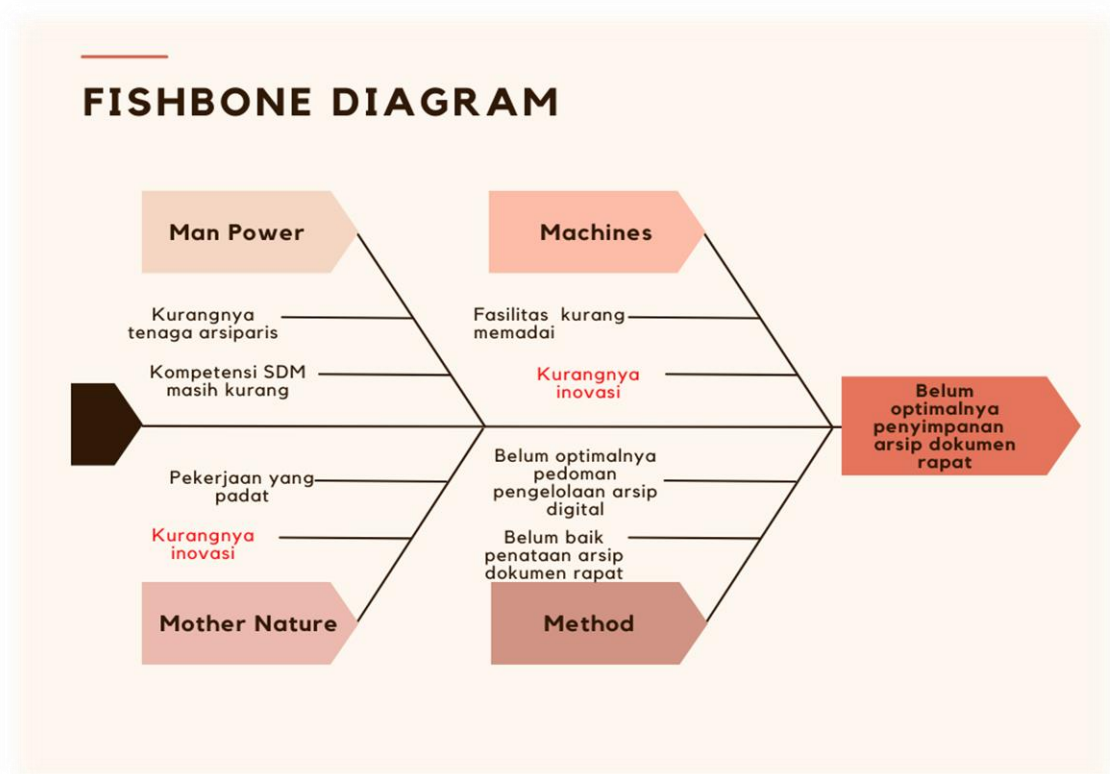 FISHBONE DIAGRAM
Man Power
Machines
Kurangnya
tenaga arsiparis
Kompetensi SDM
masih kurang
Fasilitas kurang
memadai
Kurangnya
inovasi
Belum
optimalnya
penyimpanan
arsip dokumen
rapat
Pekerjaan yang
padat
Kurangnya
inovasi
Belum optimalnya
pedoman
pengelolaan arsip
digital
Belum baik
penataan arsip
dokumen rapat
Mother Nature
Method